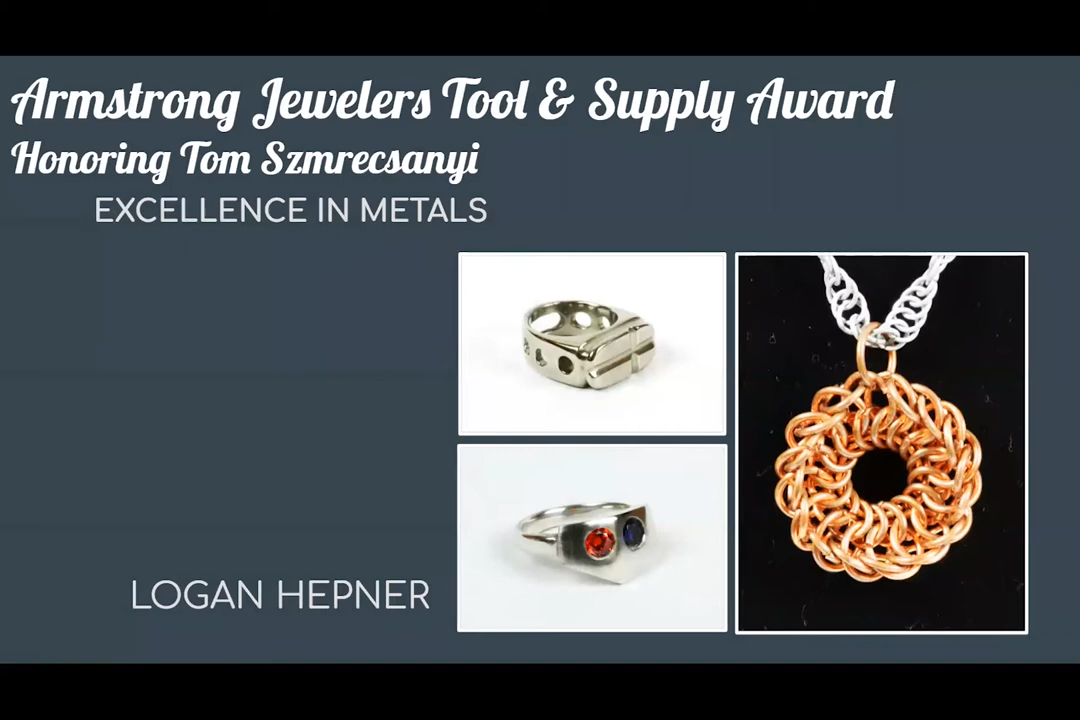 Armstrong Jewelers Tool & Supply Award
Honoring Tom Szmrecsanyi
EXCELLENCE IN METALS
LOGAN HEPNER